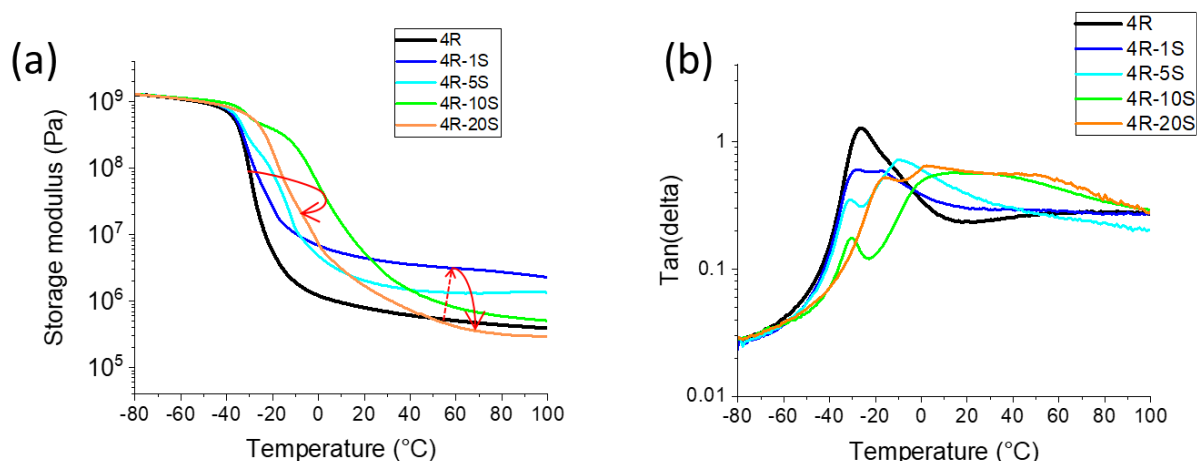 (a)
4R
4R-1S
4R-5S
4R-10S
4R-20S
Storage modulus (Pa)
10⁹
10⁸
10⁷
10⁶
10⁵
-80 -60 -40 -20 0 20 40 60 80 100
Temperature (°C)
(b)
4R
4R-1S
4R-5S
4R-10S
4R-20S
Tan(delta)
1
0.1
0.01
-80 -60 -40 -20 0 20 40 60 80 100
Temperature (°C)